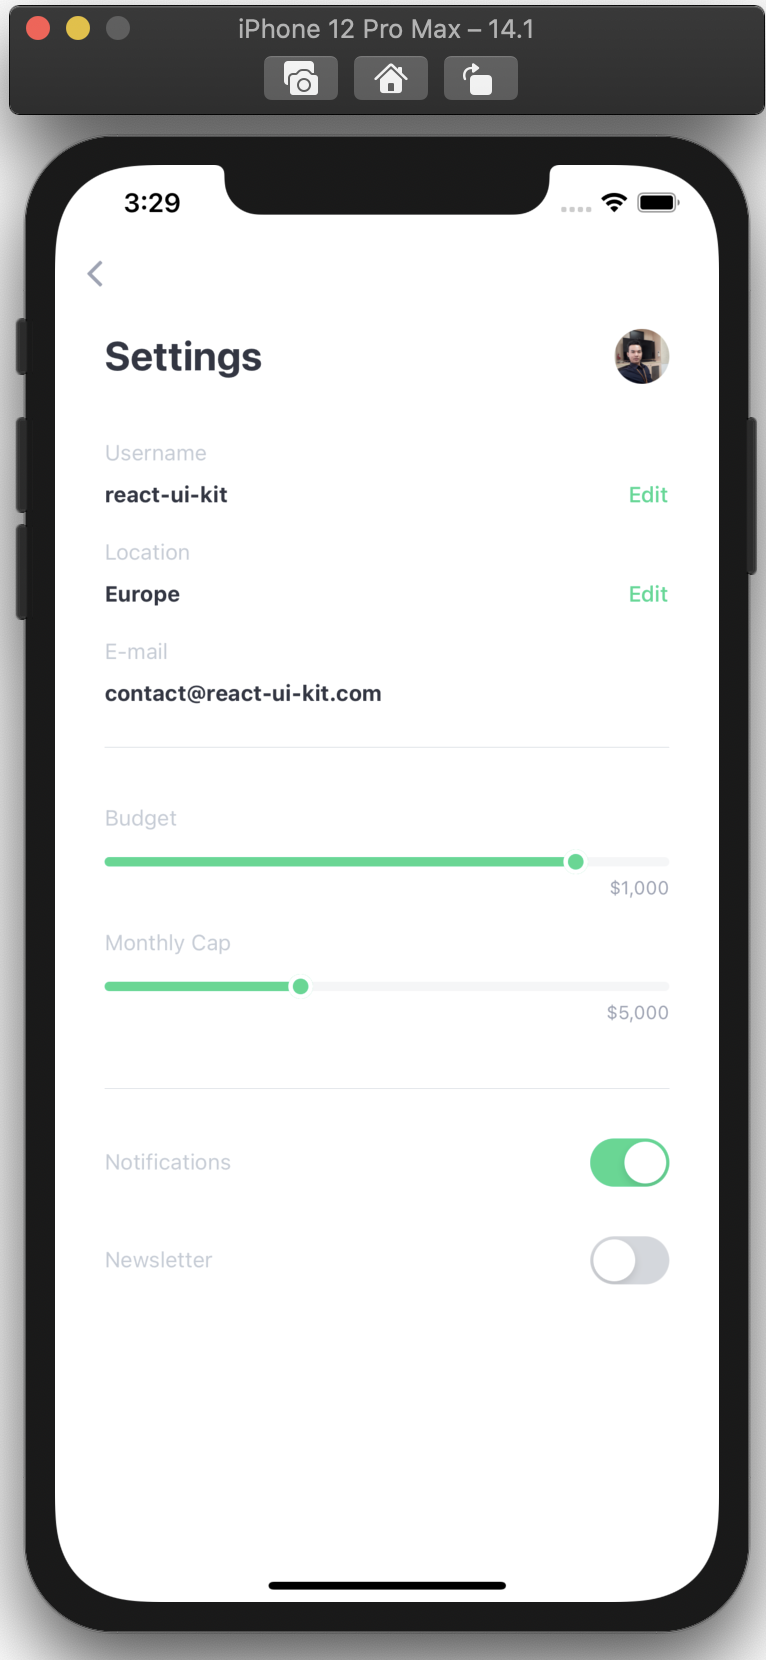 iPhone 12 Pro Max – 14.1
3:29
Settings
Username
react-ui-kit
Edit
Location
Europe
Edit
E-mail
contact@react-ui-kit.com
Budget
$1,000
Monthly Cap
$5,000
Notifications
Newsletter